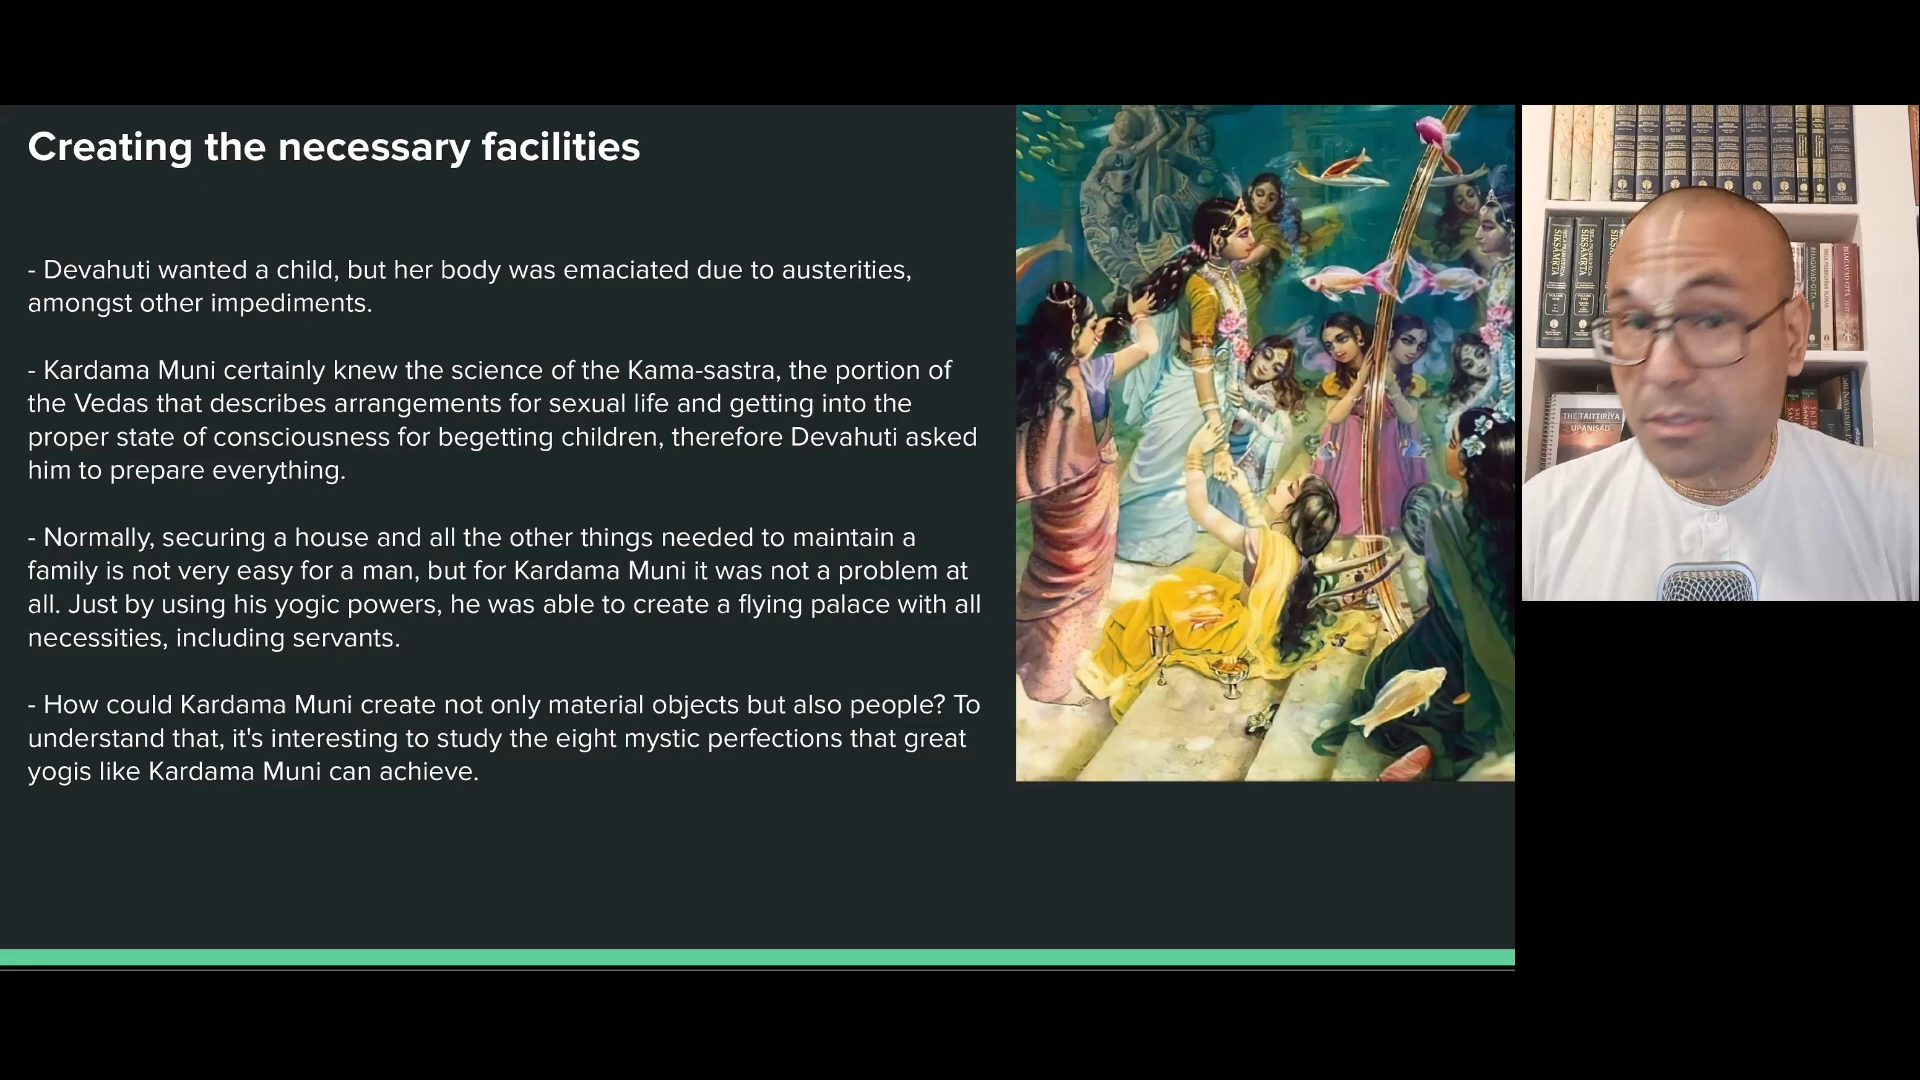 Creating the necessary facilities
- Devahuti wanted a child, but her body was emaciated due to austerities,
amongst other impediments.
- Kardama Muni certainly knew the science of the Kama-sastra, the portion of
the Vedas that describes arrangements for sexual life and getting into the
proper state of consciousness for begetting children, therefore Devahuti asked
him to prepare everything.
- Normally, securing a house and all the other things needed to maintain a
family is not very easy for a man, but for Kardama Muni it was not a problem at
all. Just by using his yogic powers, he was able to create a flying palace with all
necessities, including servants.
- How could Kardama Muni create not only material objects but also people? To
understand that, it's interesting to study the eight mystic perfections that great
yogis like Kardama Muni can achieve.
THE TAITTIRĪYA
UPANIṢAD